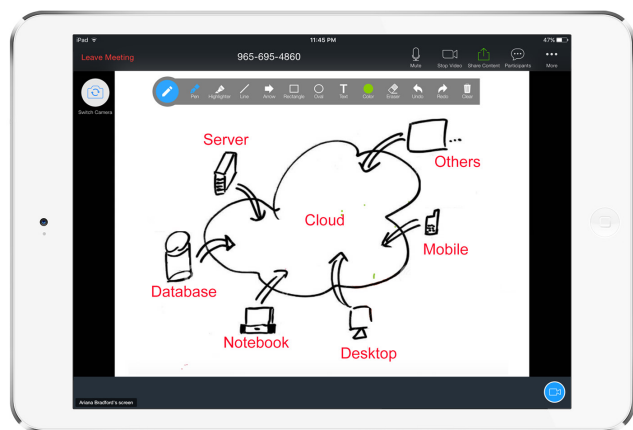 iPad
11:45 PM
47%
Leave Meeting
965-695-4860
Mute
Stop Video
Share Content
Participants
More
Switch Camera
Pen
Highlighter
Line
Arrow
Rectangle
Oval
Text
Color
Eraser
Undo
Redo
Clear
Server
Others
Cloud
Mobile
Database
Notebook
Desktop
Ariana Bradford's screen